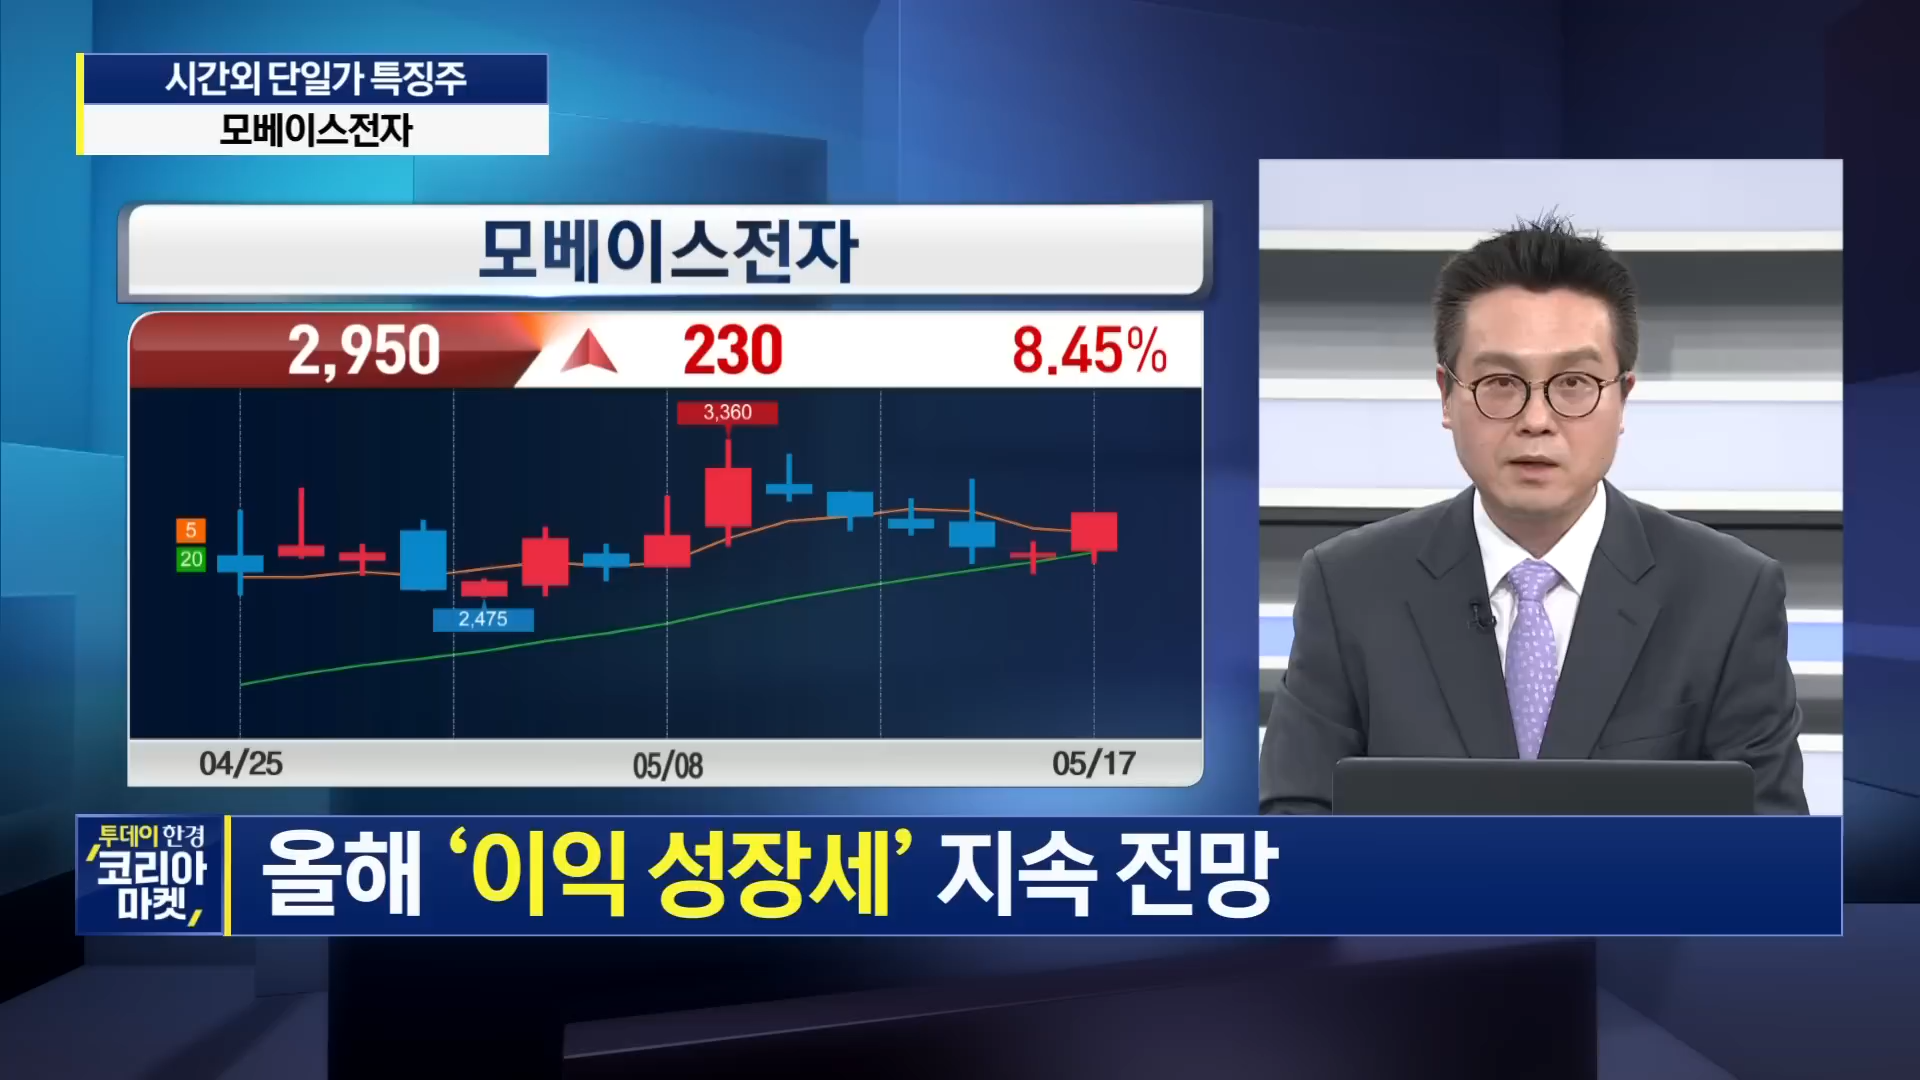 시간외 단일가 특징주
모베이스전자
모베이스전자
2,950 230 8.45%
3,360
5
20
2,475
04/25 05/08 05/17
투데이 한경
코리아
마켓
올해 ‘이익 성장세’ 지속 전망